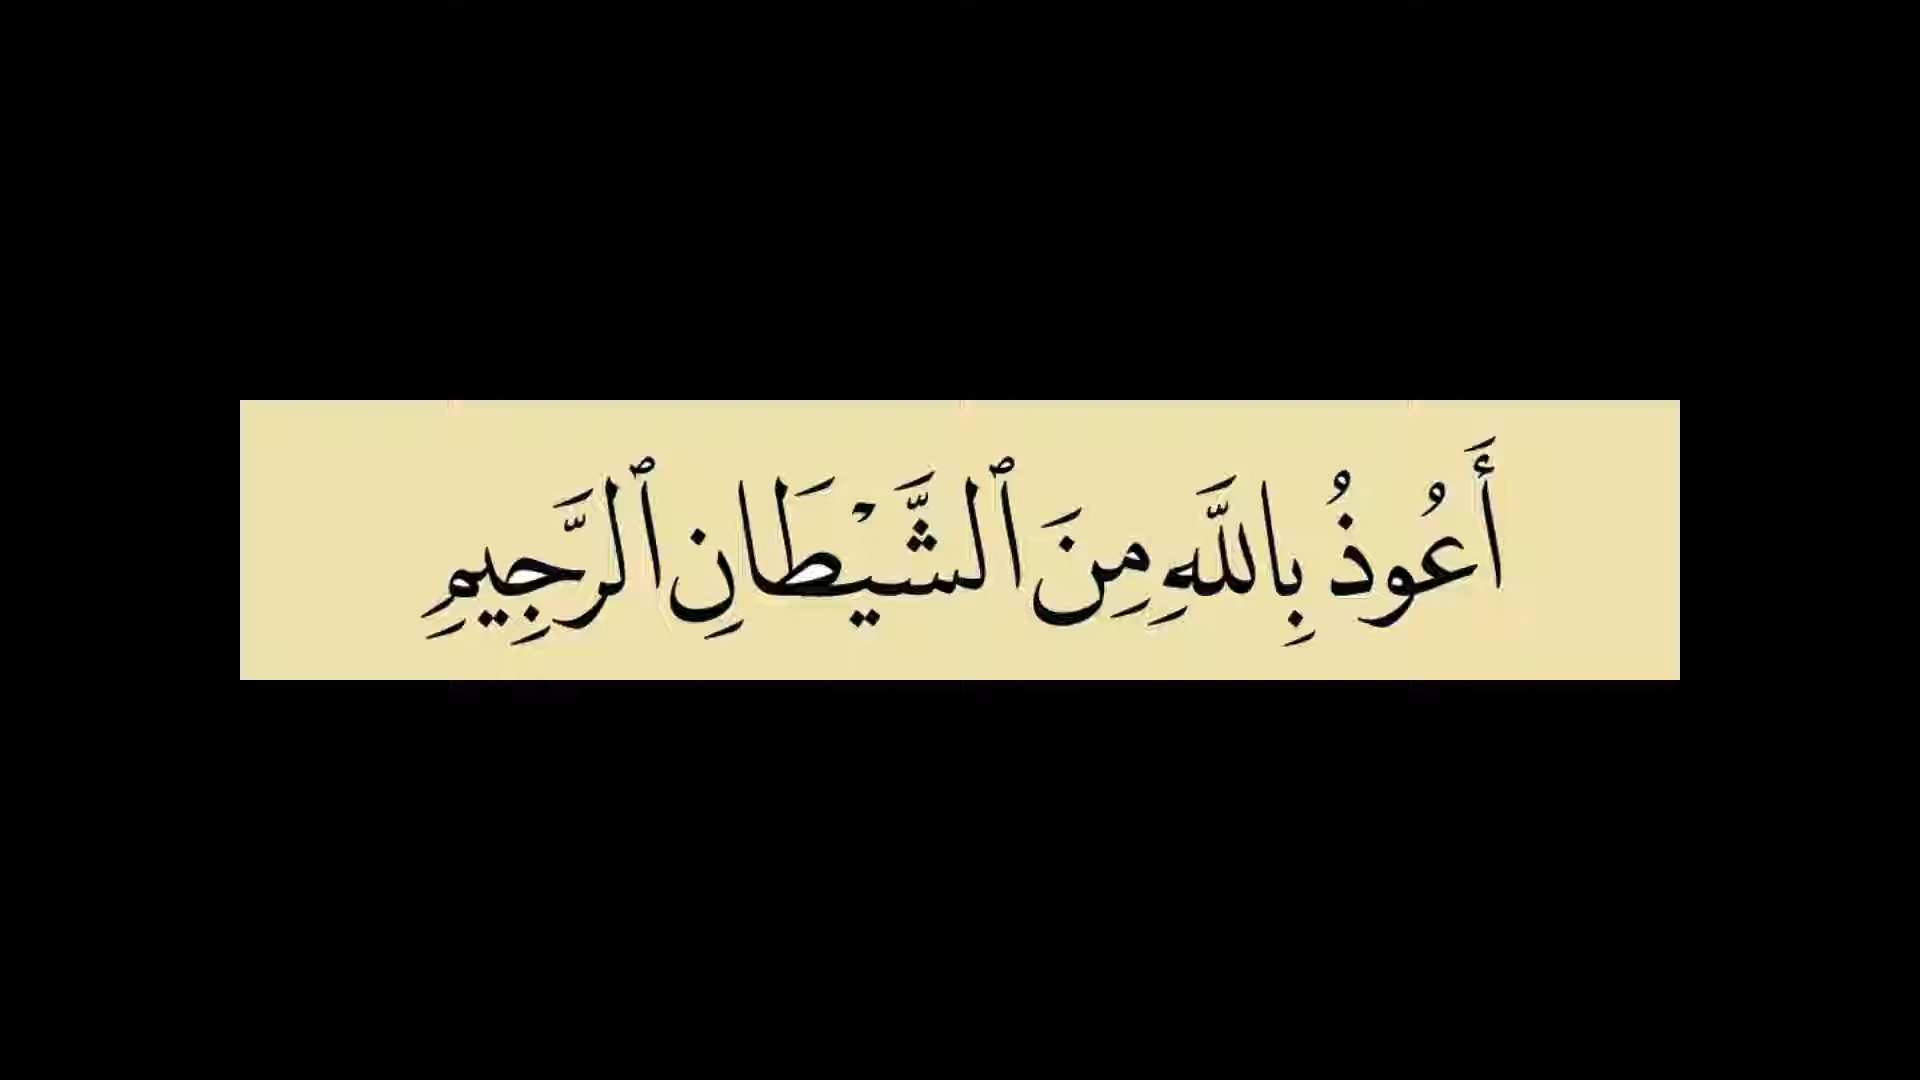 أَعُوذُ بِاللَّهِ مِنَ ٱلشَّيْطَانِ ٱلرَّجِيمِ